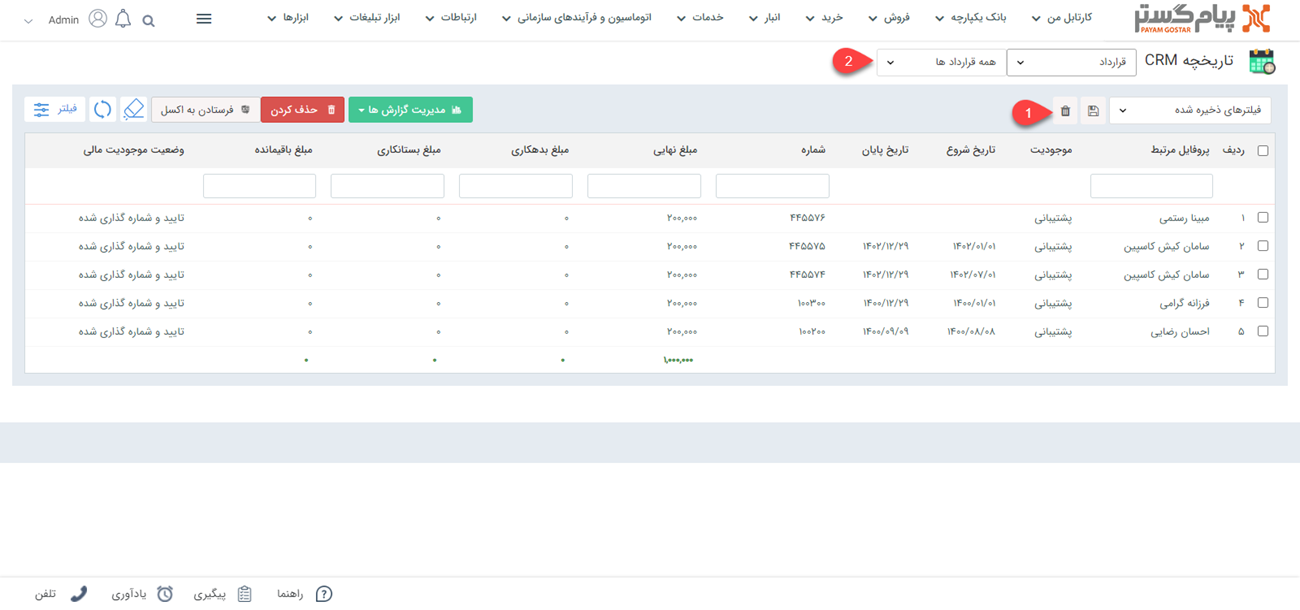 پیام گستر PAYAM GOSTAR کارتابل من بانک یکپارچه فروش خرید انبار خدمات اتوماسیون و فرآیندهای سازمانی ارتباطات ابزار تبلیغات ابزارها Admin
تاریخچه CRM قرارداد همه قرارداد ها 2
فیلترهای ذخیره شده 1 مدیریت گزارش ها حذف کردن فرستادن به اکسل فیلتر
ردیف پروفایل مرتبط موجودیت تاریخ شروع تاریخ پایان شماره مبلغ نهایی مبلغ بدهکاری مبلغ بستانکاری مبلغ باقیمانده وضعیت موجودیت مالی
۱ مبینا رستمی پشتیبانی ۴۴۵۵۷۶ ۲۰۰,۰۰۰ ۰ ۰ ۰ تایید و شماره گذاری شده
۲ سامان کیش کاسپین پشتیبانی ۱۴۰۲/۰۱/۰۱ ۱۴۰۲/۱۲/۲۹ ۴۴۵۵۷۵ ۲۰۰,۰۰۰ ۰ ۰ ۰ تایید و شماره گذاری شده
۳ سامان کیش کاسپین پشتیبانی ۱۴۰۲/۰۷/۰۱ ۱۴۰۲/۱۲/۲۹ ۴۴۵۵۷۴ ۲۰۰,۰۰۰ ۰ ۰ ۰ تایید و شماره گذاری شده
۴ فرزانه گرامی پشتیبانی ۱۴۰۰/۰۱/۰۱ ۱۴۰۰/۱۲/۲۹ ۱۰۰۳۰۰ ۲۰۰,۰۰۰ ۰ ۰ ۰ تایید و شماره گذاری شده
۵ احسان رضایی پشتیبانی ۱۴۰۰/۰۸/۰۸ ۱۴۰۰/۰۹/۰۹ ۱۰۰۲۰۰ ۲۰۰,۰۰۰ ۰ ۰ ۰ تایید و شماره گذاری شده
۱,۰۰۰,۰۰۰ ۰ ۰ ۰
راهنما پیگیری یادآوری تلفن